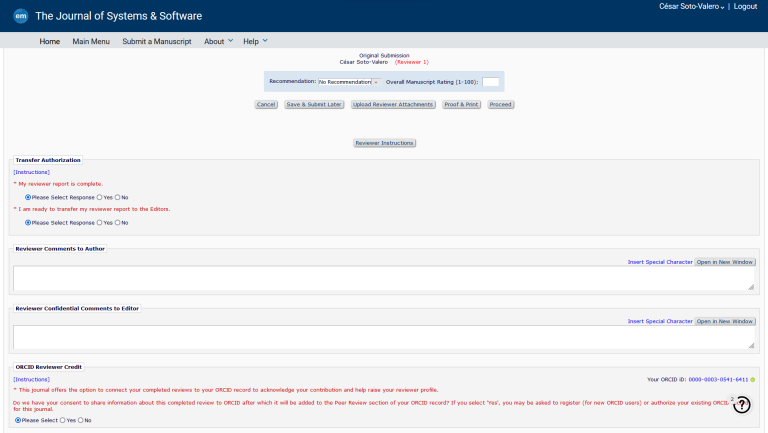 César Soto-Valero | Logout
em The Journal of Systems & Software
Home Main Menu Submit a Manuscript About Help
Original Submission
César Soto-Valero (Reviewer 1)
Recommendation: No Recommendation Overall Manuscript Rating (1-100):
Cancel Save & Submit Later Upload Reviewer Attachments Proof & Print Proceed
Reviewer Instructions
Transfer Authorization
[Instructions]
* My reviewer report is complete.
Please Select Response Yes No
* I am ready to transfer my reviewer report to the Editors.
Please Select Response Yes No
Reviewer Comments to Author
Insert Special Character Open in New Window
Reviewer Confidential Comments to Editor
Insert Special Character Open in New Window
ORCID Reviewer Credit
[Instructions] Your ORCID iD: 0000-0003-0541-6411
* This journal offers the option to connect your completed reviews to your ORCID record to acknowledge your contribution and help raise your reviewer profile.
Do we have your consent to share information about this completed review to ORCID after which it will be added to the Peer Review section of your ORCID record? If you select 'Yes', you may be asked to register (for new ORCID users) or authorize your existing ORCID
for this journal.
Please Select Yes No
2 ?